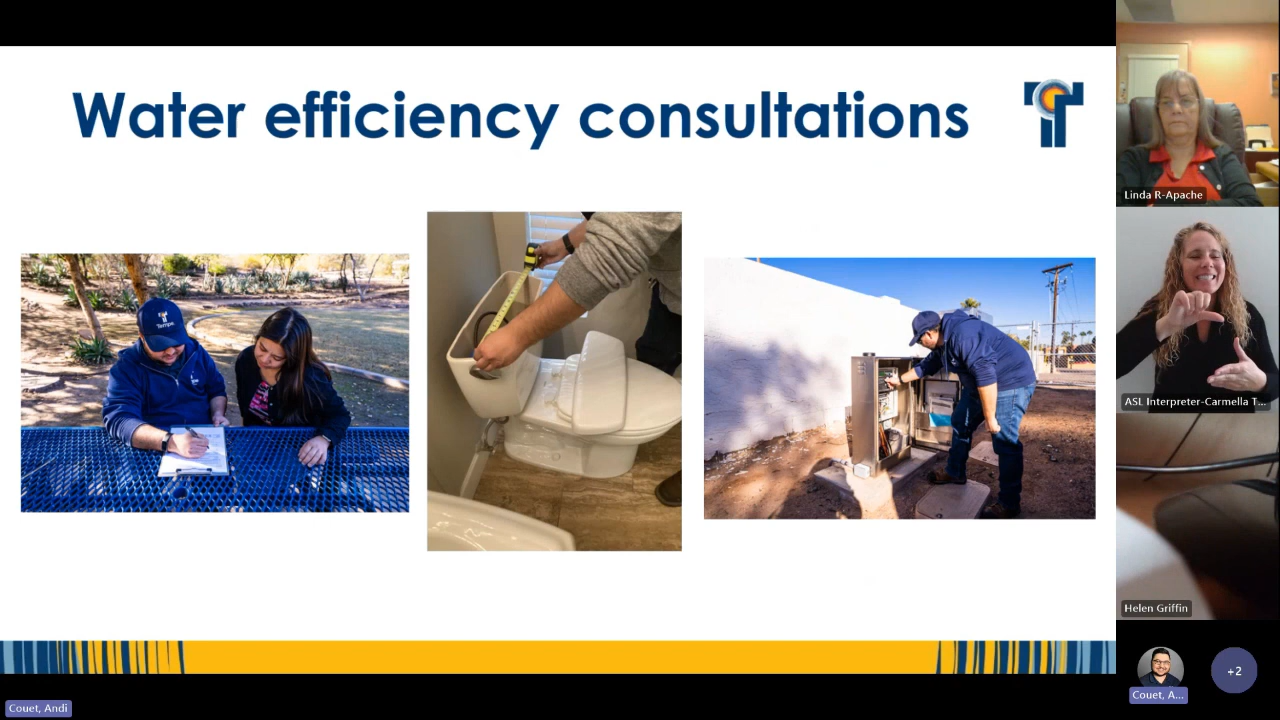 Water efficiency consultations
Tempe
Linda R-Apache
ASL Interpreter-Carmella T...
Helen Griffin
Couet, A...
+2
Couet, Andi